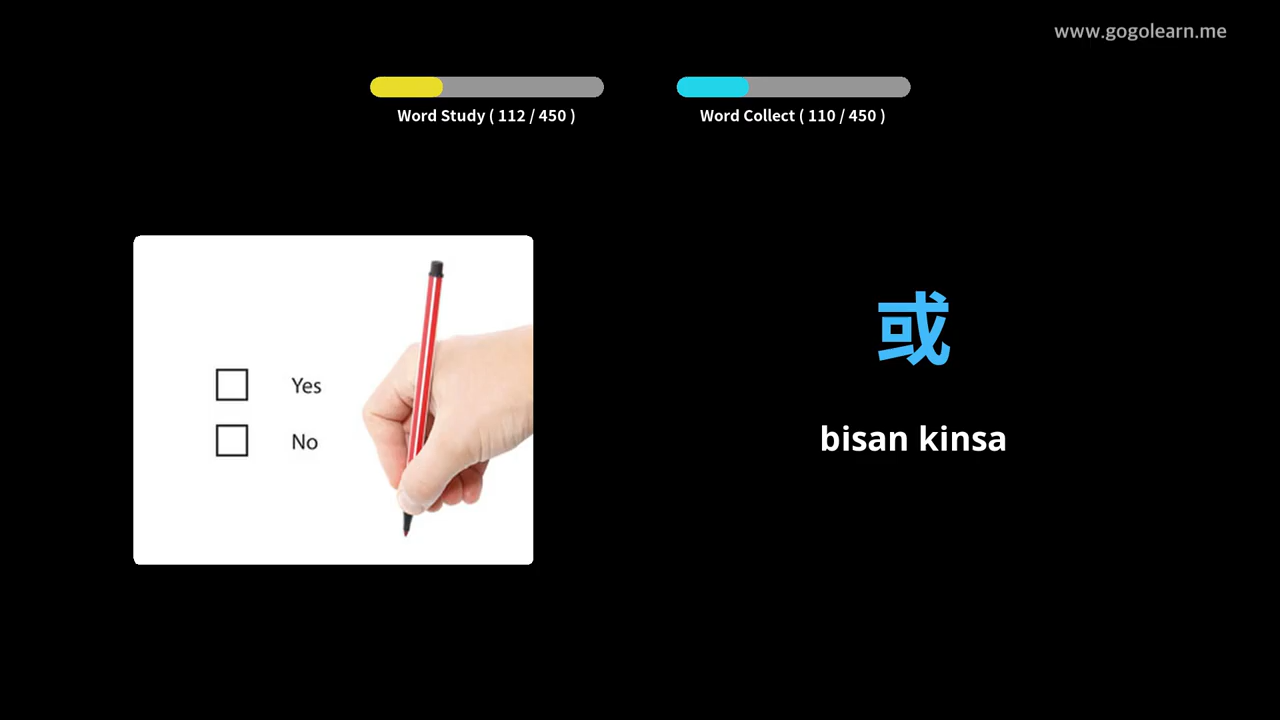 www.gogolearn.me
Word Study ( 112 / 450 )
Word Collect ( 110 / 450 )
Yes
No
或
bisan kinsa